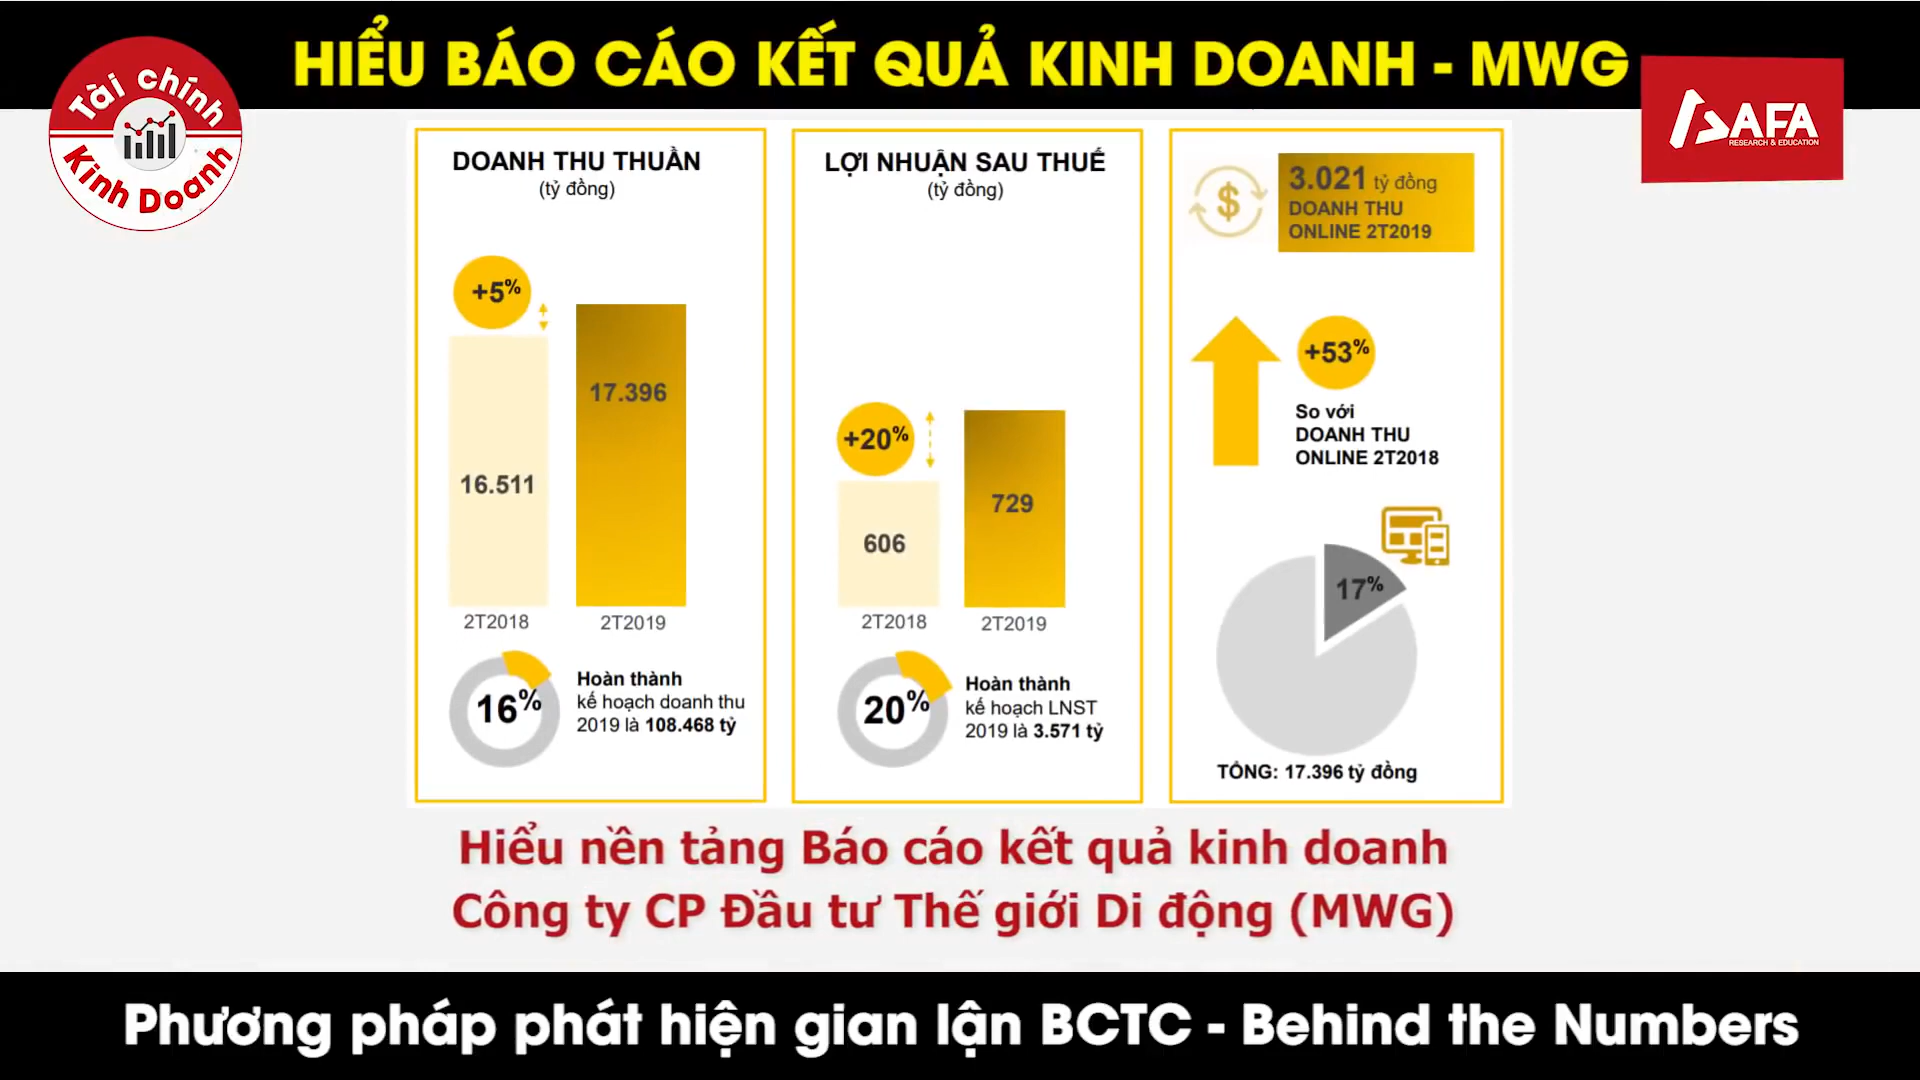 HIỂU BÁO CÁO KẾT QUẢ KINH DOANH - MWG
Tài chính
Kinh Doanh
AFA
RESEARCH & EDUCATION
DOANH THU THUẦN
(tỷ đồng)
+5%
16.511
17.396
2T2018
2T2019
16%
Hoàn thành
kế hoạch doanh thu
2019 là 108.468 tỷ
LỢI NHUẬN SAU THUẾ
(tỷ đồng)
+20%
606
729
2T2018
2T2019
20%
Hoàn thành
kế hoạch LNST
2019 là 3.571 tỷ
$
3.021 tỷ đồng
DOANH THU
ONLINE 2T2019
+53%
So với
DOANH THU
ONLINE 2T2018
17%
TỔNG: 17.396 tỷ đồng
Hiểu nền tảng Báo cáo kết quả kinh doanh
Công ty CP Đầu tư Thế giới Di động (MWG)
Phương pháp phát hiện gian lận BCTC - Behind the Numbers